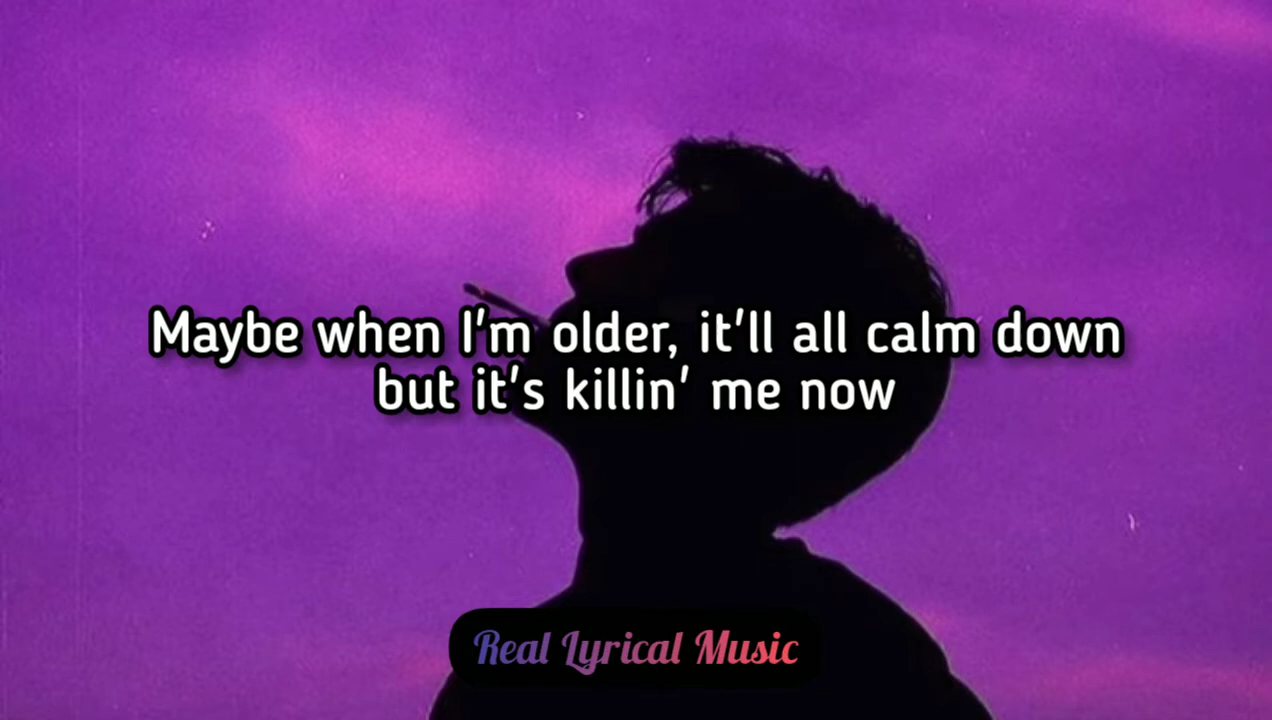 Maybe when I'm older, it'll all calm down
but it's killin' me now
Real Lyrical Music